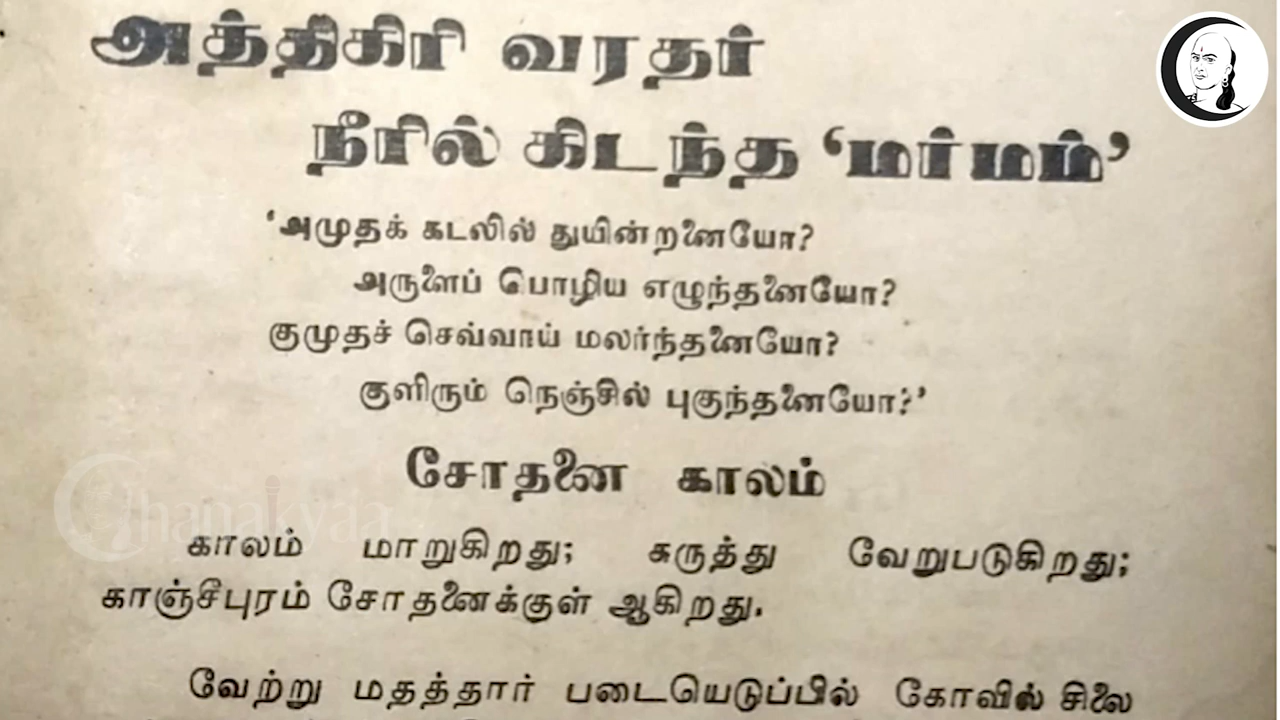 அத்திகிரி வரதர்
நீரில் கிடந்த ‘மர்மம்’
‘அமுதக் கடலில் துயின்றனையோ?
அருளைப் பொழிய எழுந்தனையோ?
குமுதச் செவ்வாய் மலர்ந்தனையோ?
குளிரும் நெஞ்சில் புகுந்தனையோ?’
சோதனை காலம்
Chanakyaa
காலம் மாறுகிறது; கருத்து வேறுபடுகிறது;
காஞ்சீபுரம் சோதனைக்குள் ஆகிறது.
வேற்று மதத்தார் படையெடுப்பில் கோவில் சிலை